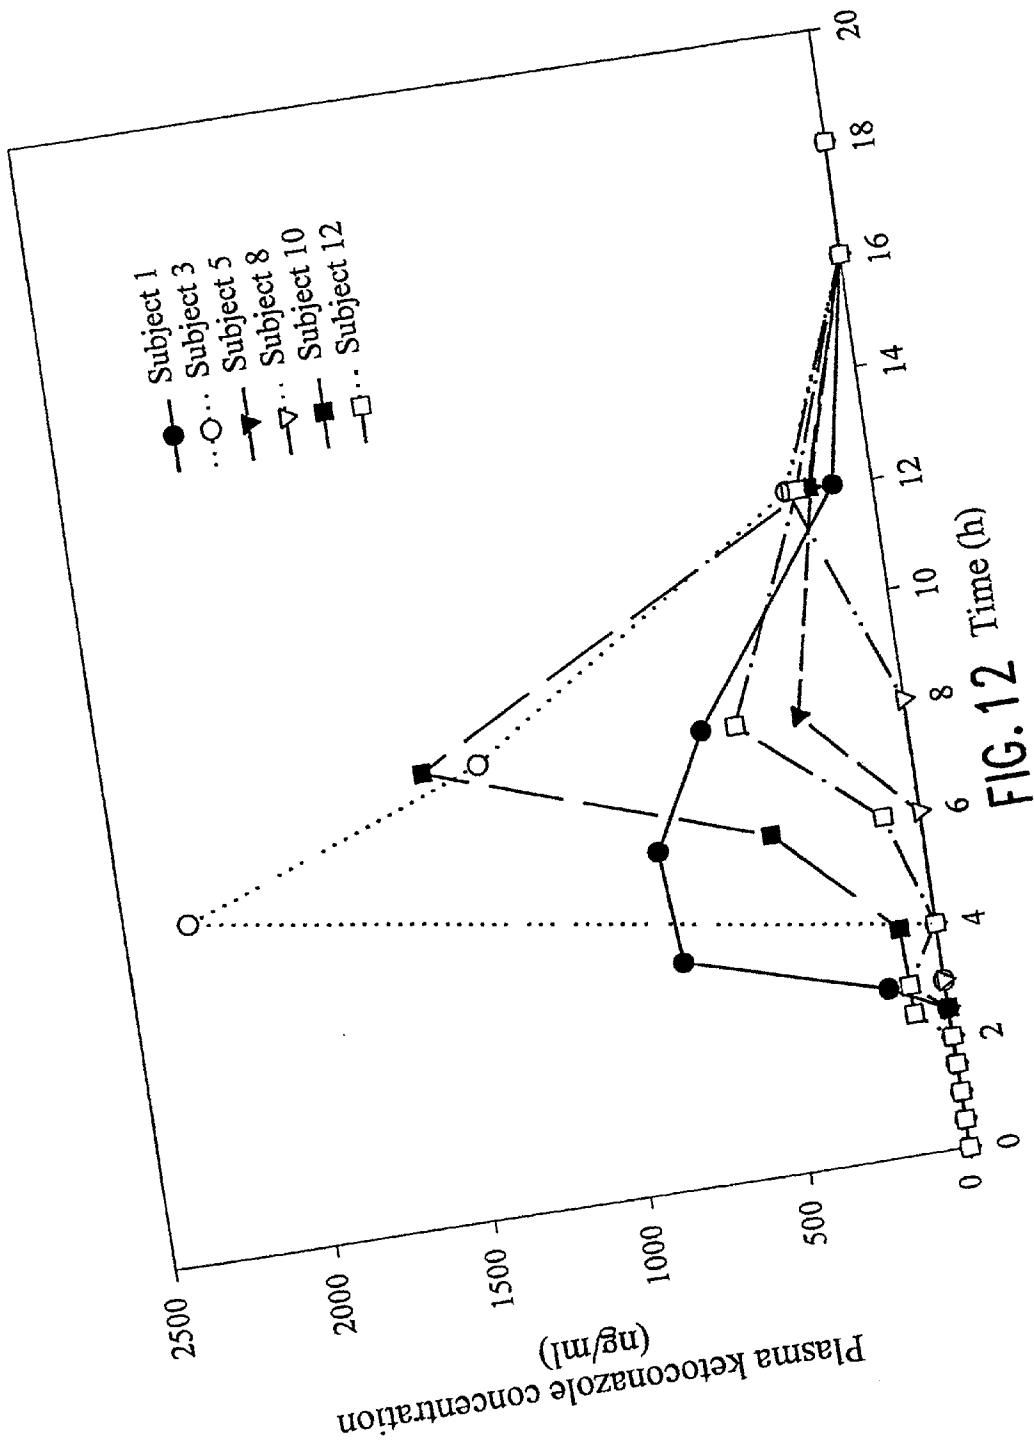 Plasma ketoconazole concentration
(ng/ml)
2500
2000
1500
1000
500
0
0
2
4
6
8
10
12
14
16
18
20
Time (h)
Subject 1
Subject 3
Subject 5
Subject 8
Subject 10
Subject 12
FIG. 12